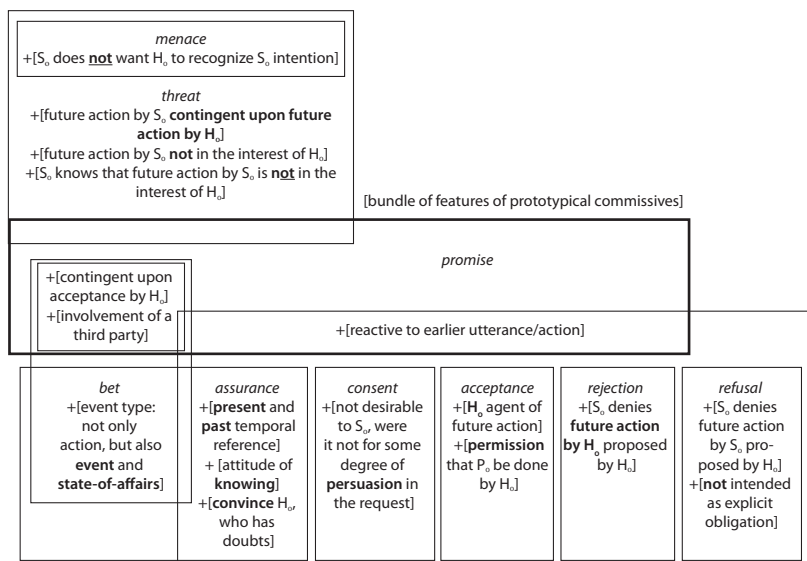 menace
+[Sₒ does not want Hₒ to recognize Sₒ intention]
threat
+[future action by Sₒ contingent upon future
action by Hₒ]
+[future action by Sₒ not in the interest of Hₒ]
+[Sₒ knows that future action by Sₒ is not in the
interest of Hₒ]
[bundle of features of prototypical commissives]
promise
+[contingent upon
acceptance by Hₒ]
+[involvement of a
third party]
+[reactive to earlier utterance/action]
bet
+[event type:
not only
action, but also
event and
state-of-affairs]
assurance
+[present and
past temporal
reference]
+ [attitude of
knowing]
+[convince Hₒ,
who has
doubts]
consent
+[not desirable
to Sₒ, were
it not for some
degree of
persuasion in
the request]
acceptance
+[Hₒ agent of
future action]
+[permission
that Pₒ be done
by Hₒ]
rejection
+[Sₒ denies
future action
by Hₒ proposed
by Hₒ]
refusal
+[Sₒ denies
future action
by Sₒ pro-
posed by Hₒ]
+[not intended
as explicit
obligation]